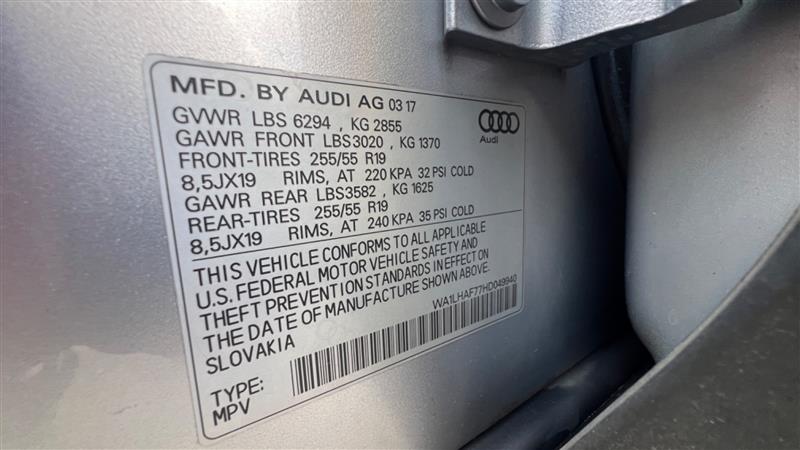 MFD. BY AUDI AG 03 17
GVWR LBS 6294 , KG 2855
GAWR FRONT LBS3020 , KG 1370
FRONT-TIRES 255/55 R19
8,5JX19 RIMS, AT 220 KPA 32 PSI COLD
GAWR REAR LBS3582 , KG 1625
REAR-TIRES 255/55 R19
8,5JX19 RIMS, AT 240 KPA 35 PSI COLD
Audi
THIS VEHICLE CONFORMS TO ALL APPLICABLE
U.S. FEDERAL MOTOR VEHICLE SAFETY AND
THEFT PREVENTION STANDARDS IN EFFECT ON
THE DATE OF MANUFACTURE SHOWN ABOVE.
SLOVAKIA
WA1LHAF77HD049940
TYPE:
MPV